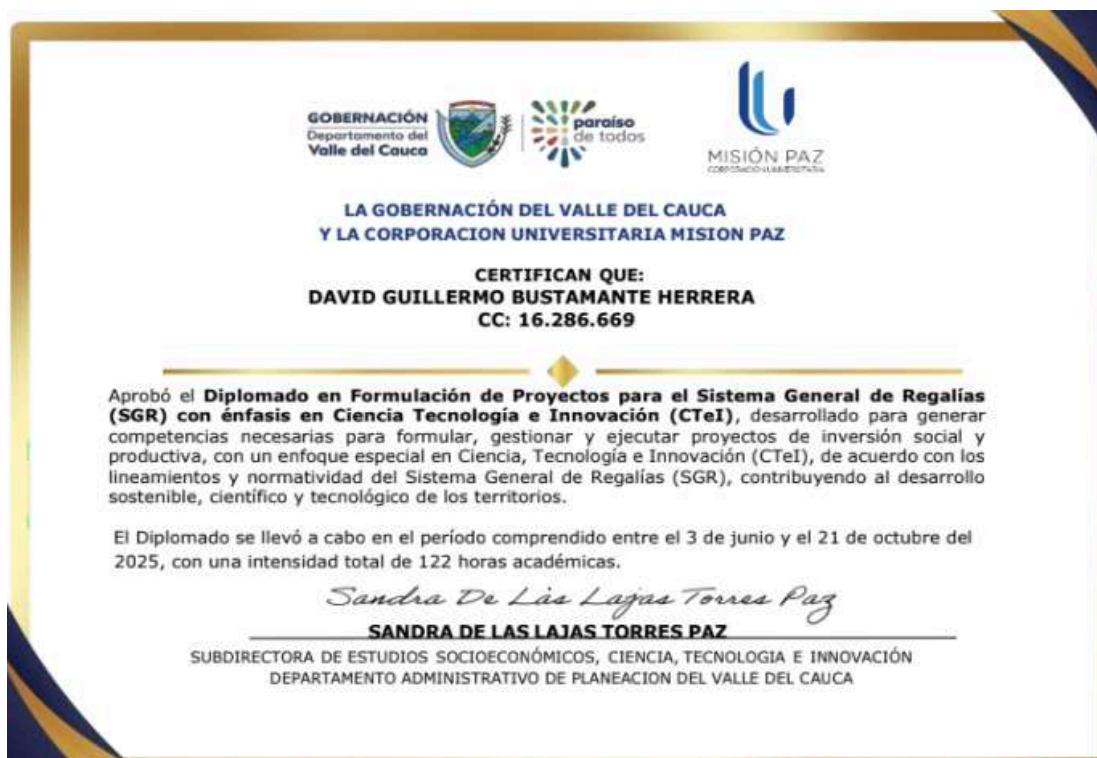 GOBERNACIÓN
Departamento del
Valle del Cauca
paraíso
de todos
MISIÓN PAZ
CORPORACIÓN UNIVERSITARIA
LA GOBERNACIÓN DEL VALLE DEL CAUCA
Y LA CORPORACION UNIVERSITARIA MISION PAZ
CERTIFICAN QUE:
DAVID GUILLERMO BUSTAMANTE HERRERA
CC: 16.286.669
Aprobó el Diplomado en Formulación de Proyectos para el Sistema General de Regalías
(SGR) con énfasis en Ciencia Tecnología e Innovación (CTeI), desarrollado para generar
competencias necesarias para formular, gestionar y ejecutar proyectos de inversión social y
productiva, con un enfoque especial en Ciencia, Tecnología e Innovación (CTeI), de acuerdo con los
lineamientos y normatividad del Sistema General de Regalías (SGR), contribuyendo al desarrollo
sostenible, científico y tecnológico de los territorios.
El Diplomado se llevó a cabo en el período comprendido entre el 3 de junio y el 21 de octubre del
2025, con una intensidad total de 122 horas académicas.
Sandra De Las Lajas Torres Paz
SANDRA DE LAS LAJAS TORRES PAZ
SUBDIRECTORA DE ESTUDIOS SOCIOECONÓMICOS, CIENCIA, TECNOLOGIA E INNOVACIÓN
DEPARTAMENTO ADMINISTRATIVO DE PLANEACION DEL VALLE DEL CAUCA